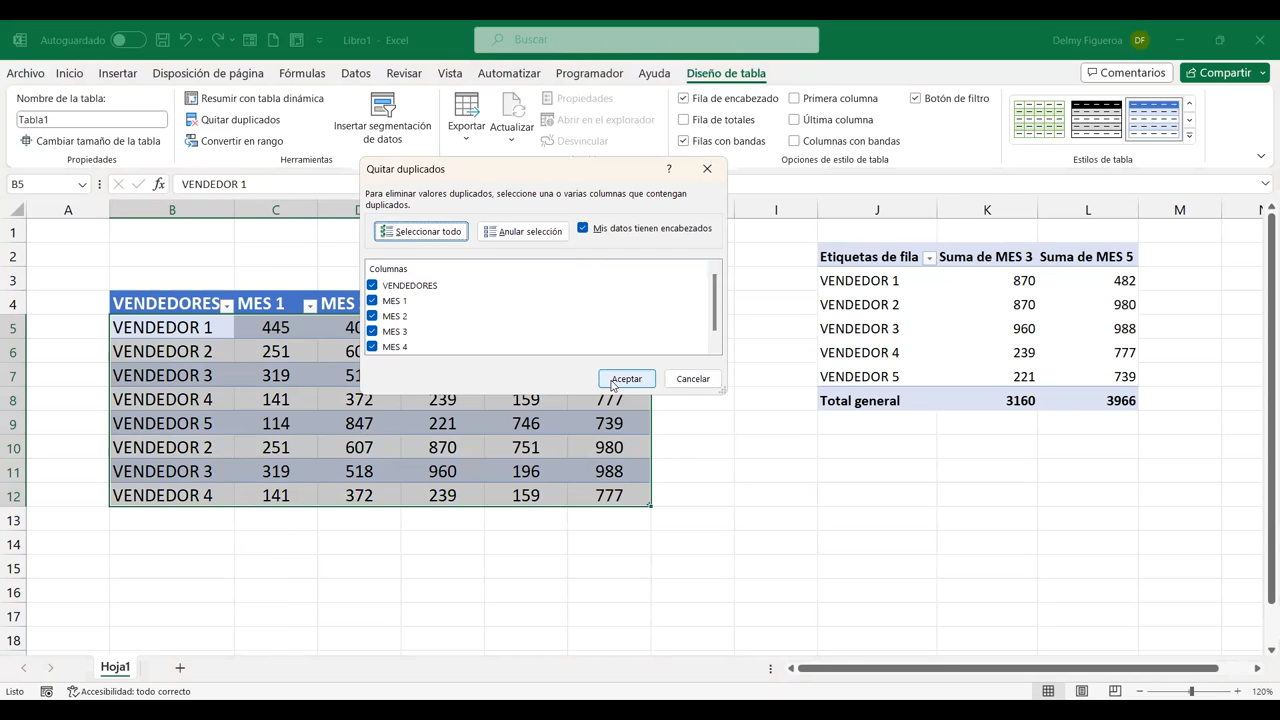 Autoguardado
Libro1 - Excel
Buscar
Delmy Figueroa
DF
Archivo Inicio Insertar Disposición de página Fórmulas Datos Revisar Vista Automatizar Programador Ayuda Diseño de tabla
Comentarios
Compartir
Nombre de la tabla:
Tabla1
Cambiar tamaño de la tabla
Propiedades
Resumir con tabla dinámica
Quitar duplicados
Convertir en rango
Herramientas
Insertar segmentación
de datos
Exportar
Actualizar
Propiedades
Abrir en el explorador
Desvincular
Fila de encabezado
Fila de totales
Filas con bandas
Primera columna
Última columna
Columnas con bandas
Botón de filtro
Opciones de estilo de tabla
Estilos de tabla
B5
fx
VENDEDOR 1
Quitar duplicados
?
Para eliminar valores duplicados, seleccione una o varias columnas que contengan
duplicados.
Seleccionar todo
Anular selección
Mis datos tienen encabezados
Columnas
VENDEDORES
MES 1
MES 2
MES 3
MES 4
Aceptar
Cancelar
A B C D I J K L M N
1
2 Etiquetas de fila Suma de MES 3 Suma de MES 5
3 VENDEDOR 1 870 482
4 VENDEDORES MES 1 MES VENDEDOR 2 870 980
5 VENDEDOR 1 445 40 VENDEDOR 3 960 988
6 VENDEDOR 2 251 60 VENDEDOR 4 239 777
7 VENDEDOR 3 319 51 VENDEDOR 5 221 739
8 VENDEDOR 4 141 372 239 159 777 Total general 3160 3966
9 VENDEDOR 5 114 847 221 746 739
10 VENDEDOR 2 251 607 870 751 980
11 VENDEDOR 3 319 518 960 196 988
12 VENDEDOR 4 141 372 239 159 777
13
14
15
16
17
18
Hoja1
Listo
Accesibilidad: todo correcto
120%